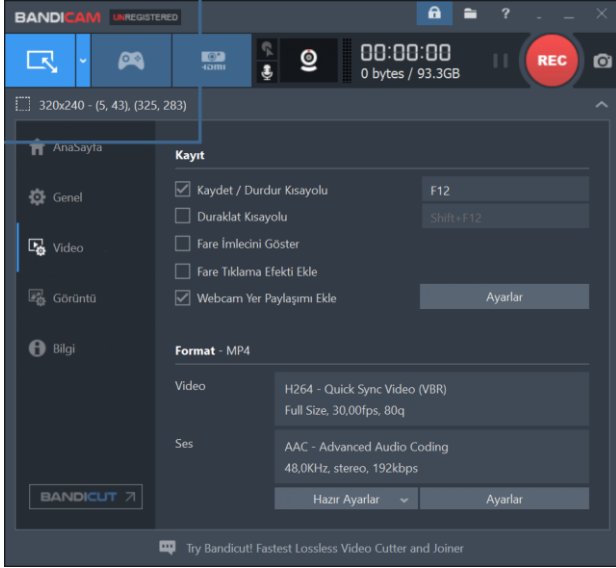 BANDICAM UNREGISTERED
HDMI
00:00:00
0 bytes / 93.3GB
REC
320x240 - (5, 43), (325, 283)
AnaSayfa
Genel
Video
Görüntü
Bilgi
BANDICUT
Kayıt
Kaydet / Durdur Kısayolu
F12
Duraklat Kısayolu
Shift+F12
Fare İmlecini Göster
Fare Tıklama Efekti Ekle
Webcam Yer Paylaşımı Ekle
Ayarlar
Format - MP4
Video
H264 - Quick Sync Video (VBR)
Full Size, 30,00fps, 80q
Ses
AAC - Advanced Audio Coding
48,0KHz, stereo, 192kbps
Hazır Ayarlar
Ayarlar
Try Bandicut! Fastest Lossless Video Cutter and Joiner